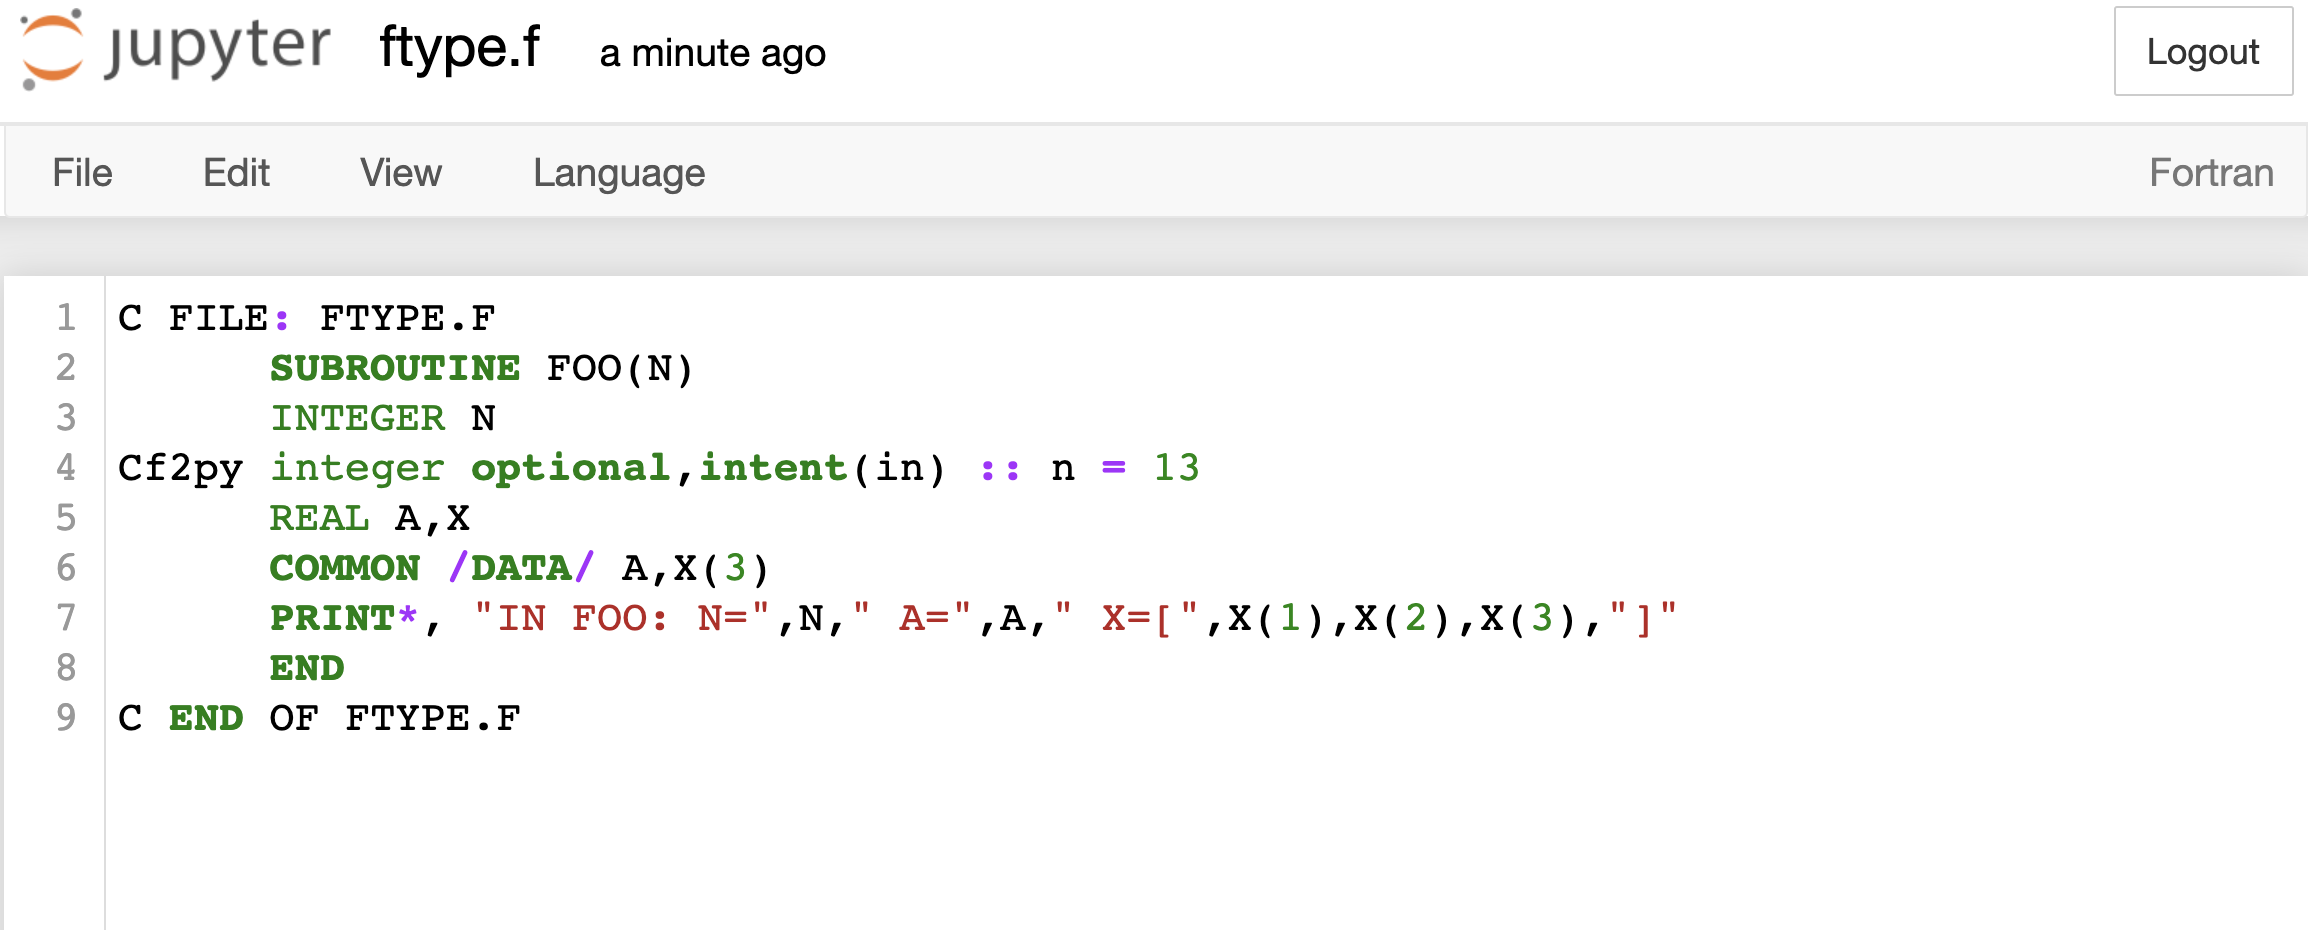 jupyter ftype.f a minute ago Logout
File Edit View Language Fortran
1 C FILE: FTYPE.F
2       SUBROUTINE FOO(N)
3       INTEGER N
4 Cf2py integer optional,intent(in) :: n = 13
5       REAL A,X
6       COMMON /DATA/ A,X(3)
7       PRINT*, "IN FOO: N=",N," A=",A," X=[",X(1),X(2),X(3),"]"
8       END
9 C END OF FTYPE.F